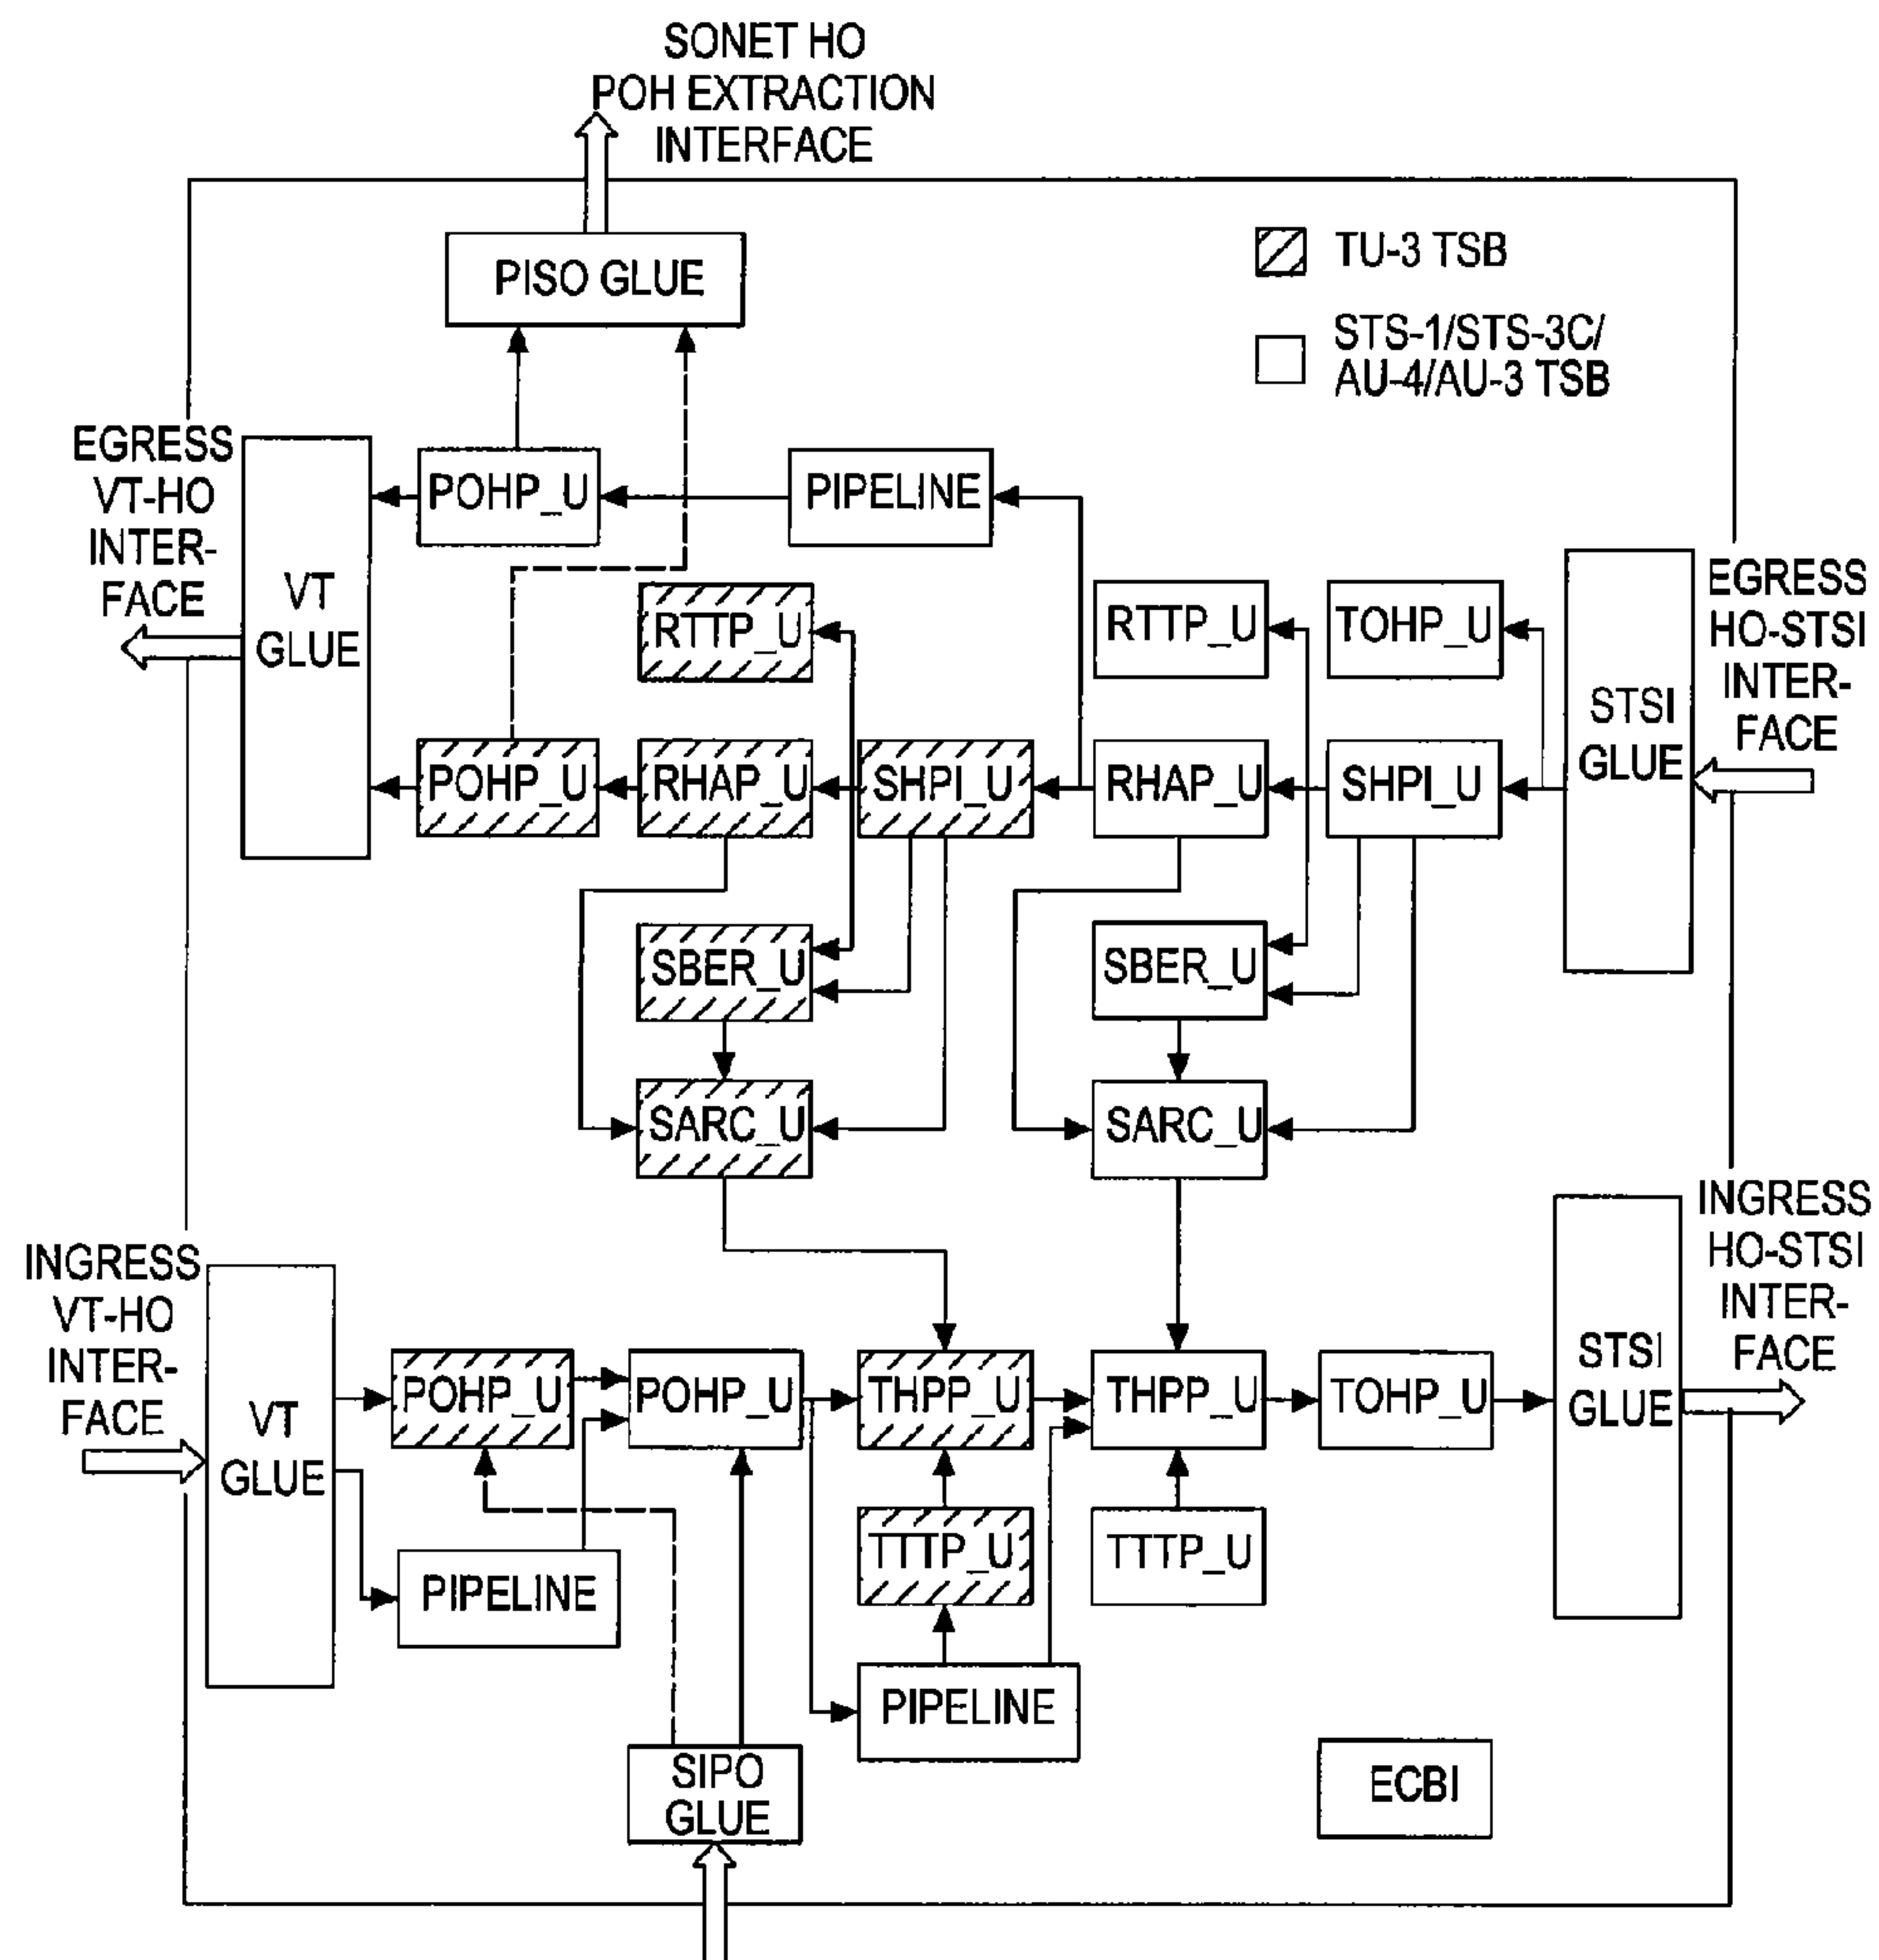 SONET HO
POH EXTRACTION
INTERFACE
PISO GLUE
TU-3 TSB
STS-1/STS-3C/
AU-4/AU-3 TSB
EGRESS
VT-HO
INTER-
FACE
VT
GLUE
POHP_U
PIPELINE
RTTP_U
RTTP_U
TOHP_U
STSI
GLUE
EGRESS
HO-STSI
INTER-
FACE
POHP_U
RHAP_U
SHPI_U
RHAP_U
SHPI_U
SBER_U
SBER_U
SARC_U
SARC_U
INGRESS
VT-HO
INTER-
FACE
VT
GLUE
POHP_U
POHP_U
THPP_U
THPP_U
TOHP_U
STSI
GLUE
INGRESS
HO-STSI
INTER-
FACE
PIPELINE
TTTP_U
TTTP_U
PIPELINE
SIPO
GLUE
ECBI